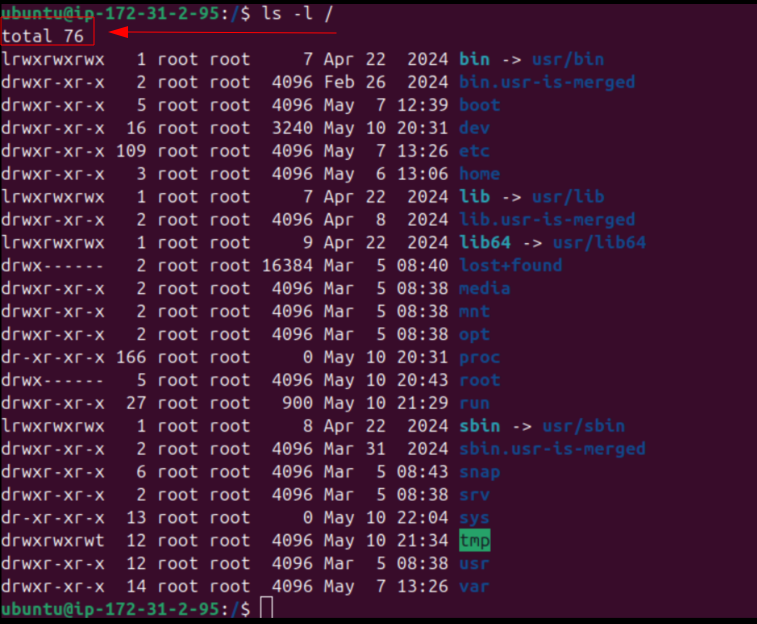 ubuntu@ip-172-31-2-95:/$ ls -l /
total 76
lrwxrwxrwx   1 root root     7 Apr 22  2024 bin -> usr/bin
drwxr-xr-x   2 root root  4096 Feb 26  2024 bin.usr-is-merged
drwxr-xr-x   5 root root  4096 May  7 12:39 boot
drwxr-xr-x  16 root root  3240 May 10 20:31 dev
drwxr-xr-x 109 root root  4096 May  7 13:26 etc
drwxr-xr-x   3 root root  4096 May  6 13:06 home
lrwxrwxrwx   1 root root     7 Apr 22  2024 lib -> usr/lib
drwxr-xr-x   2 root root  4096 Apr  8  2024 lib.usr-is-merged
lrwxrwxrwx   1 root root     9 Apr 22  2024 lib64 -> usr/lib64
drwx------   2 root root 16384 Mar  5 08:40 lost+found
drwxr-xr-x   2 root root  4096 Mar  5 08:38 media
drwxr-xr-x   2 root root  4096 Mar  5 08:38 mnt
drwxr-xr-x   2 root root  4096 Mar  5 08:38 opt
dr-xr-xr-x 166 root root     0 May 10 20:31 proc
drwx------   5 root root  4096 May 10 20:43 root
drwxr-xr-x  27 root root   900 May 10 21:29 run
lrwxrwxrwx   1 root root     8 Apr 22  2024 sbin -> usr/sbin
drwxr-xr-x   2 root root  4096 Mar 31  2024 sbin.usr-is-merged
drwxr-xr-x   6 root root  4096 Mar  5 08:43 snap
drwxr-xr-x   2 root root  4096 Mar  5 08:38 srv
dr-xr-xr-x  13 root root     0 May 10 22:04 sys
drwxrwxrwt  12 root root  4096 May 10 21:34 tmp
drwxr-xr-x  12 root root  4096 Mar  5 08:38 usr
drwxr-xr-x  14 root root  4096 May  7 13:26 var
ubuntu@ip-172-31-2-95:/$